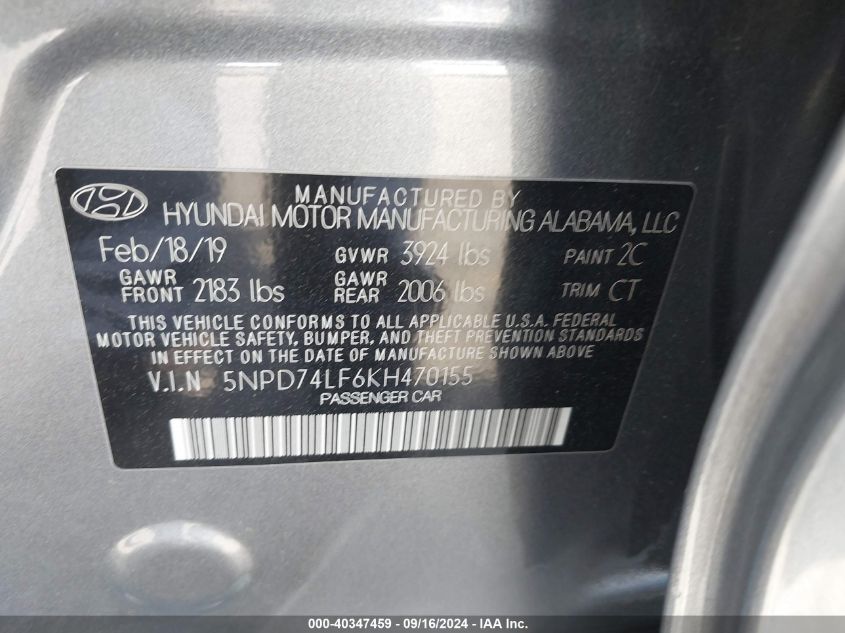 MANUFACTURED BY
HYUNDAI MOTOR MANUFACTURING ALABAMA, LLC
Feb/18/19 GVWR 3924 lbs PAINT 2C
GAWR FRONT 2183 lbs GAWR REAR 2006 lbs TRIM CT
THIS VEHICLE CONFORMS TO ALL APPLICABLE U.S.A. FEDERAL
MOTOR VEHICLE SAFETY, BUMPER, AND THEFT PREVENTION STANDARDS
IN EFFECT ON THE DATE OF MANUFACTURE SHOWN ABOVE.
V.I.N 5NPD74LF6KH470155
PASSENGER CAR
000-40347459 - 09/16/2024 - IAA Inc.